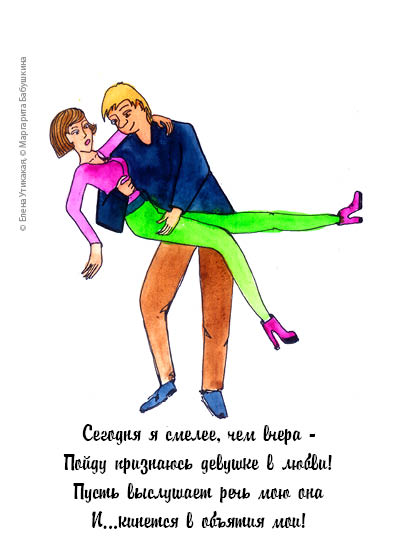 © Елена Утикакая, © Маргарита Бабушкина
Сегодня я смелее, чем вчера -
Пойду признаюсь девушке в любви!
Пусть выслушает речь мою она
И...кинется в объятия мои!